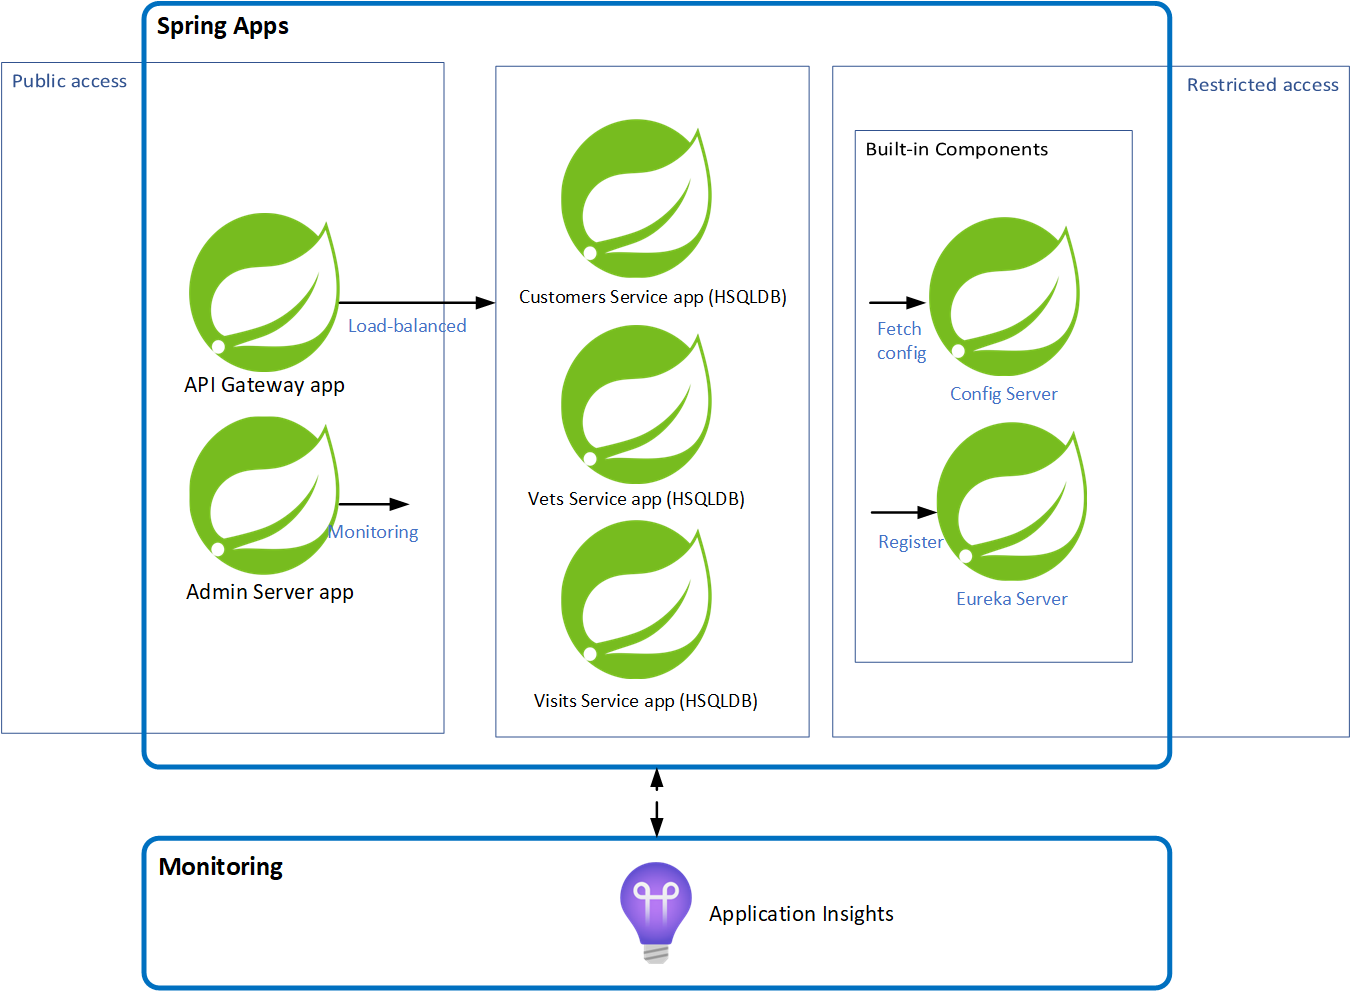 Spring Apps
Public access
Restricted access
Built-in Components
Customers Service app (HSQLDB)
Load-balanced
Fetch
config
API Gateway app
Config Server
Vets Service app (HSQLDB)
Monitoring
Register
Admin Server app
Eureka Server
Visits Service app (HSQLDB)
Monitoring
Application Insights